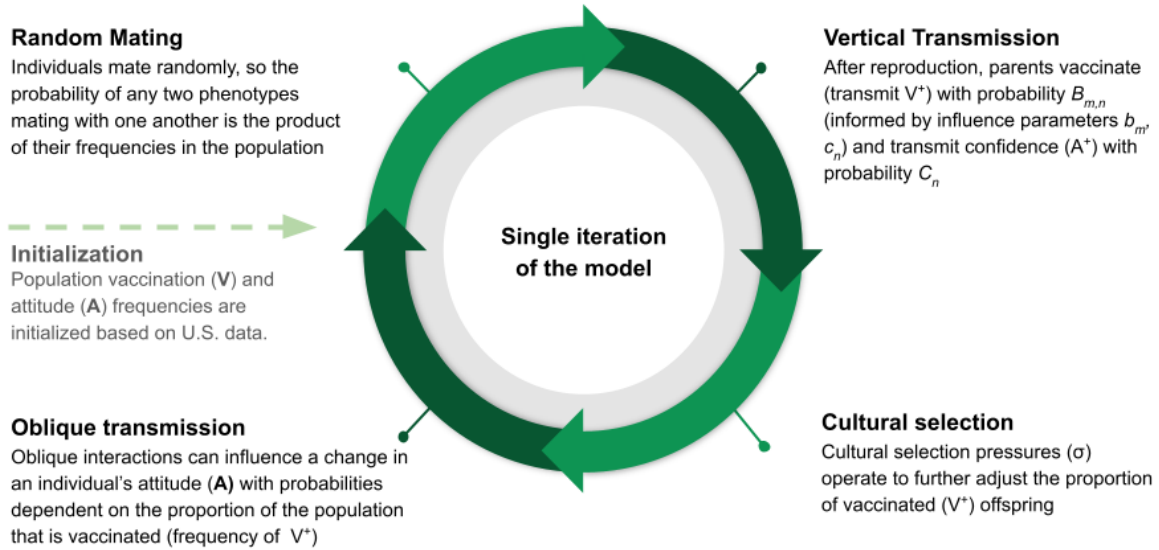 Random Mating
Individuals mate randomly, so the
probability of any two phenotypes
mating with one another is the product
of their frequencies in the population
Vertical Transmission
After reproduction, parents vaccinate
(transmit V⁺) with probability Bₘ,ₙ
(informed by influence parameters bₘ,
cₙ) and transmit confidence (A⁺) with
probability Cₙ
Initialization
Population vaccination (V) and
attitude (A) frequencies are
initialized based on U.S. data.
Single iteration
of the model
Oblique transmission
Oblique interactions can influence a change in
an individual's attitude (A) with probabilities
dependent on the proportion of the population
that is vaccinated (frequency of V⁺)
Cultural selection
Cultural selection pressures (σ)
operate to further adjust the proportion
of vaccinated (V⁺) offspring